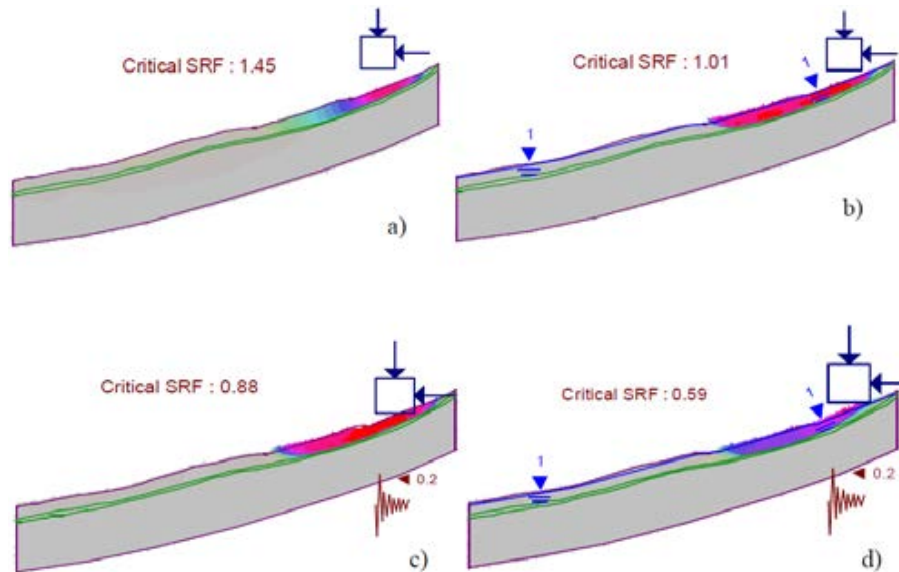 Critical SRF : 1.45
a)
Critical SRF : 1.01
1
1
b)
Critical SRF : 0.88
0.2
c)
Critical SRF : 0.59
1
1
0.2
d)